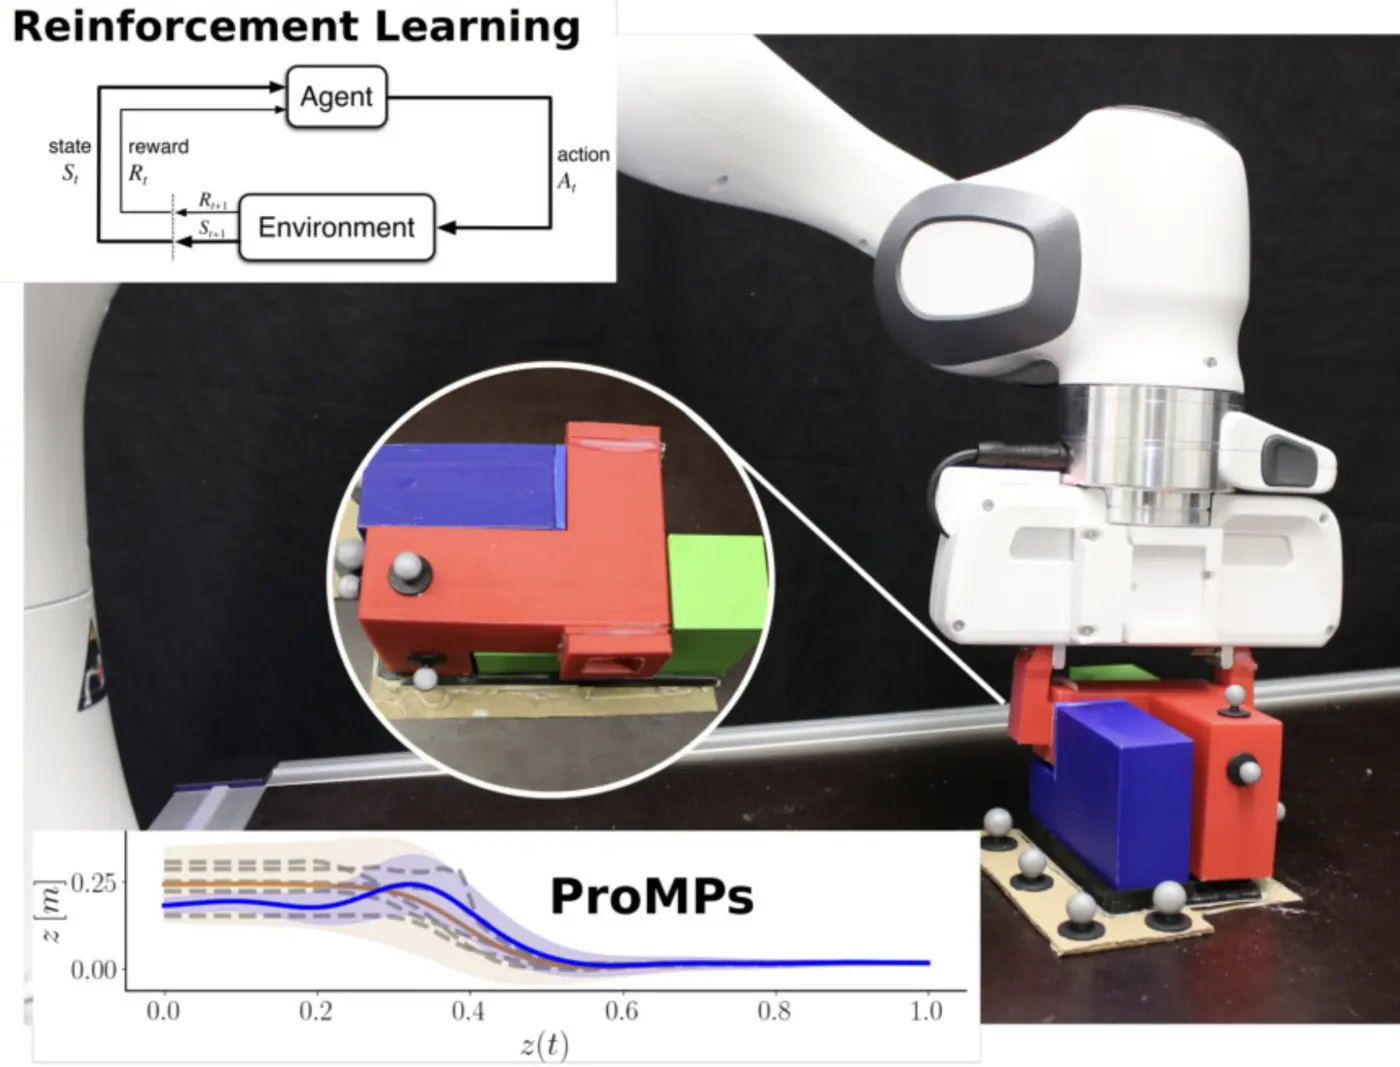 Reinforcement Learning
Agent
state
S_t
reward
R_t
action
A_t
R_{t+1}
S_{t+1}
Environment
ProMPs
z [m]
0.25
0.00
0.0 0.2 0.4 0.6 0.8 1.0
z(t)